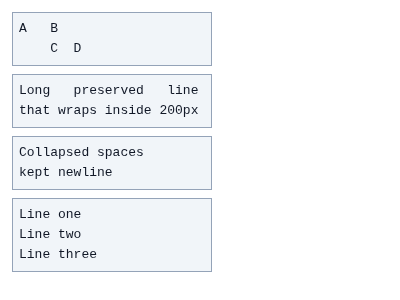 A   B
    C  D
Long   preserved   line
that wraps inside 200px
Collapsed spaces
kept newline
Line one
Line two
Line three